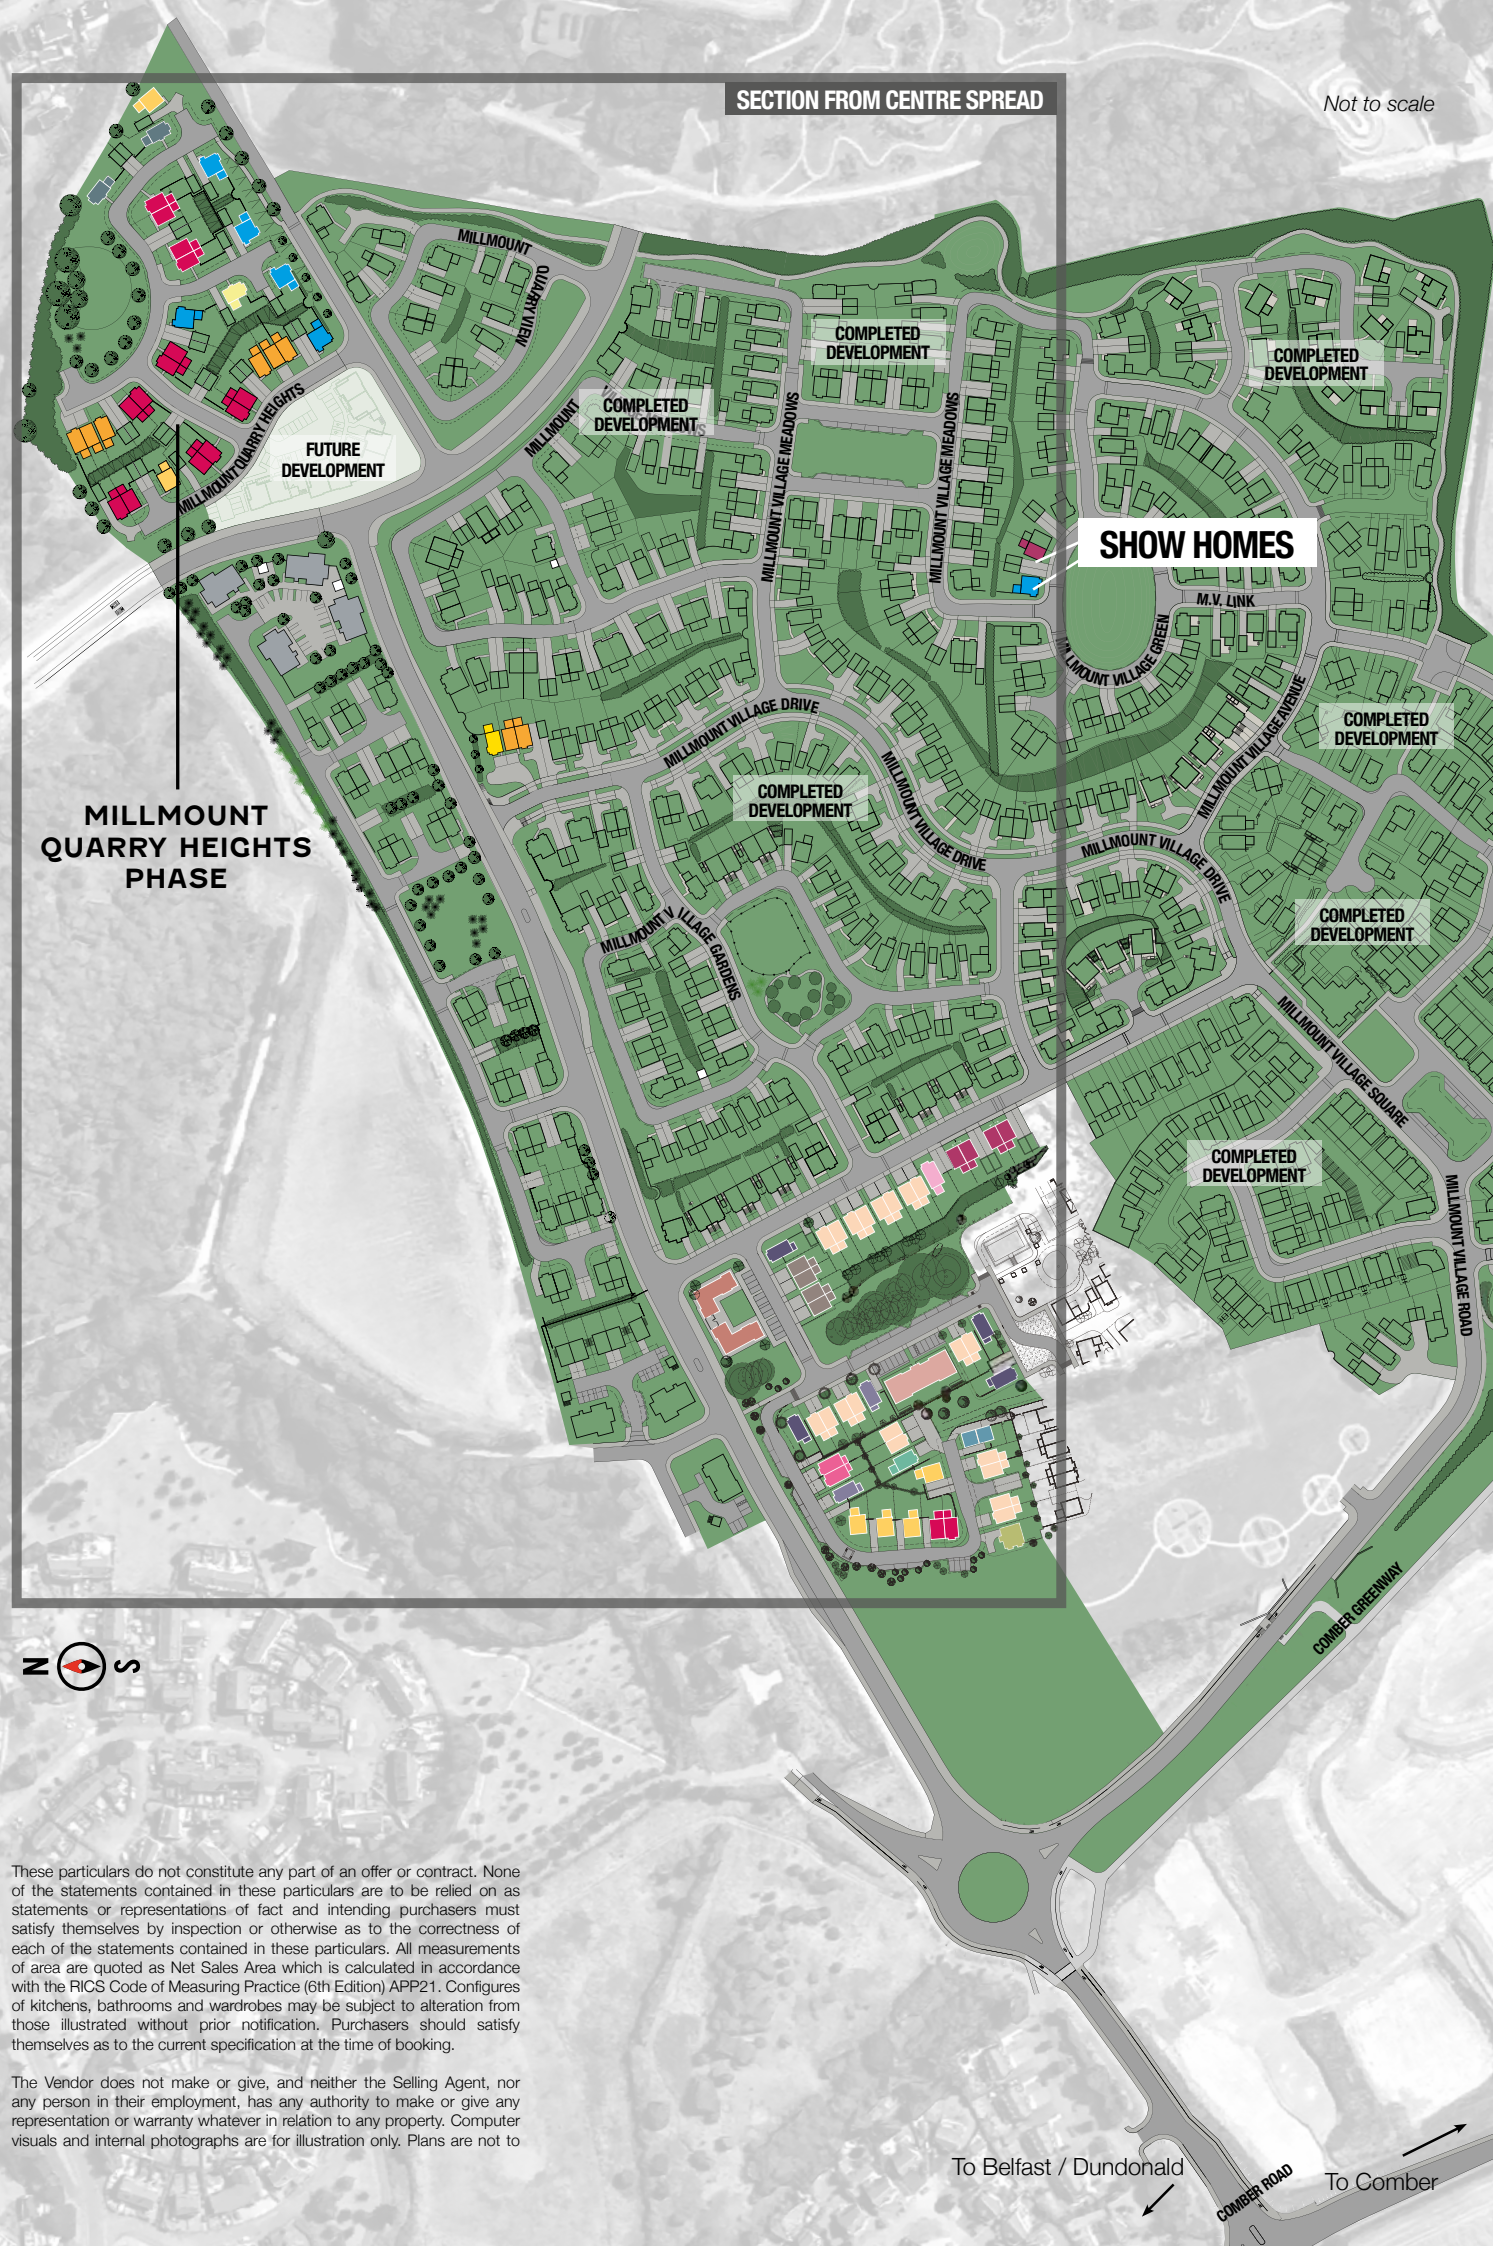 SECTION FROM CENTRE SPREAD
Not to scale
MILLMOUNT
QUARRY VIEW
COMPLETED
DEVELOPMENT
COMPLETED
DEVELOPMENT
COMPLETED
DEVELOPMENT
MILLMOUNT
MILLMOUNT VILLAGE MEADOWS
MILLMOUNT VILLAGE MEADOWS
MILLMOUNT QUARRY HEIGHTS
FUTURE
DEVELOPMENT
SHOW HOMES
M.V. LINK
MILLMOUNT VILLAGE GREEN
MILLMOUNT VILLAGE AVENUE
COMPLETED
DEVELOPMENT
MILLMOUNT VILLAGE DRIVE
MILLMOUNT VILLAGE DRIVE
MILLMOUNT VILLAGE DRIVE
COMPLETED
DEVELOPMENT
MILLMOUNT
QUARRY HEIGHTS
PHASE
MILLMOUNT VILLAGE GARDENS
COMPLETED
DEVELOPMENT
MILLMOUNT VILLAGE SQUARE
COMPLETED
DEVELOPMENT
MILLMOUNT VILLAGE ROAD
COMBER GREENWAY
N S
These particulars do not constitute any part of an offer or contract. None
of the statements contained in these particulars are to be relied on as
statements or representations of fact and intending purchasers must
satisfy themselves by inspection or otherwise as to the correctness of
each of the statements contained in these particulars. All measurements
of area are quoted as Net Sales Area which is calculated in accordance
with the RICS Code of Measuring Practice (6th Edition) APP21. Configures
of kitchens, bathrooms and wardrobes may be subject to alteration from
those illustrated without prior notification. Purchasers should satisfy
themselves as to the current specification at the time of booking.
The Vendor does not make or give, and neither the Selling Agent, nor
any person in their employment, has any authority to make or give any
representation or warranty whatever in relation to any property. Computer
visuals and internal photographs are for illustration only. Plans are not to
To Belfast / Dundonald
COMBER ROAD
To Comber